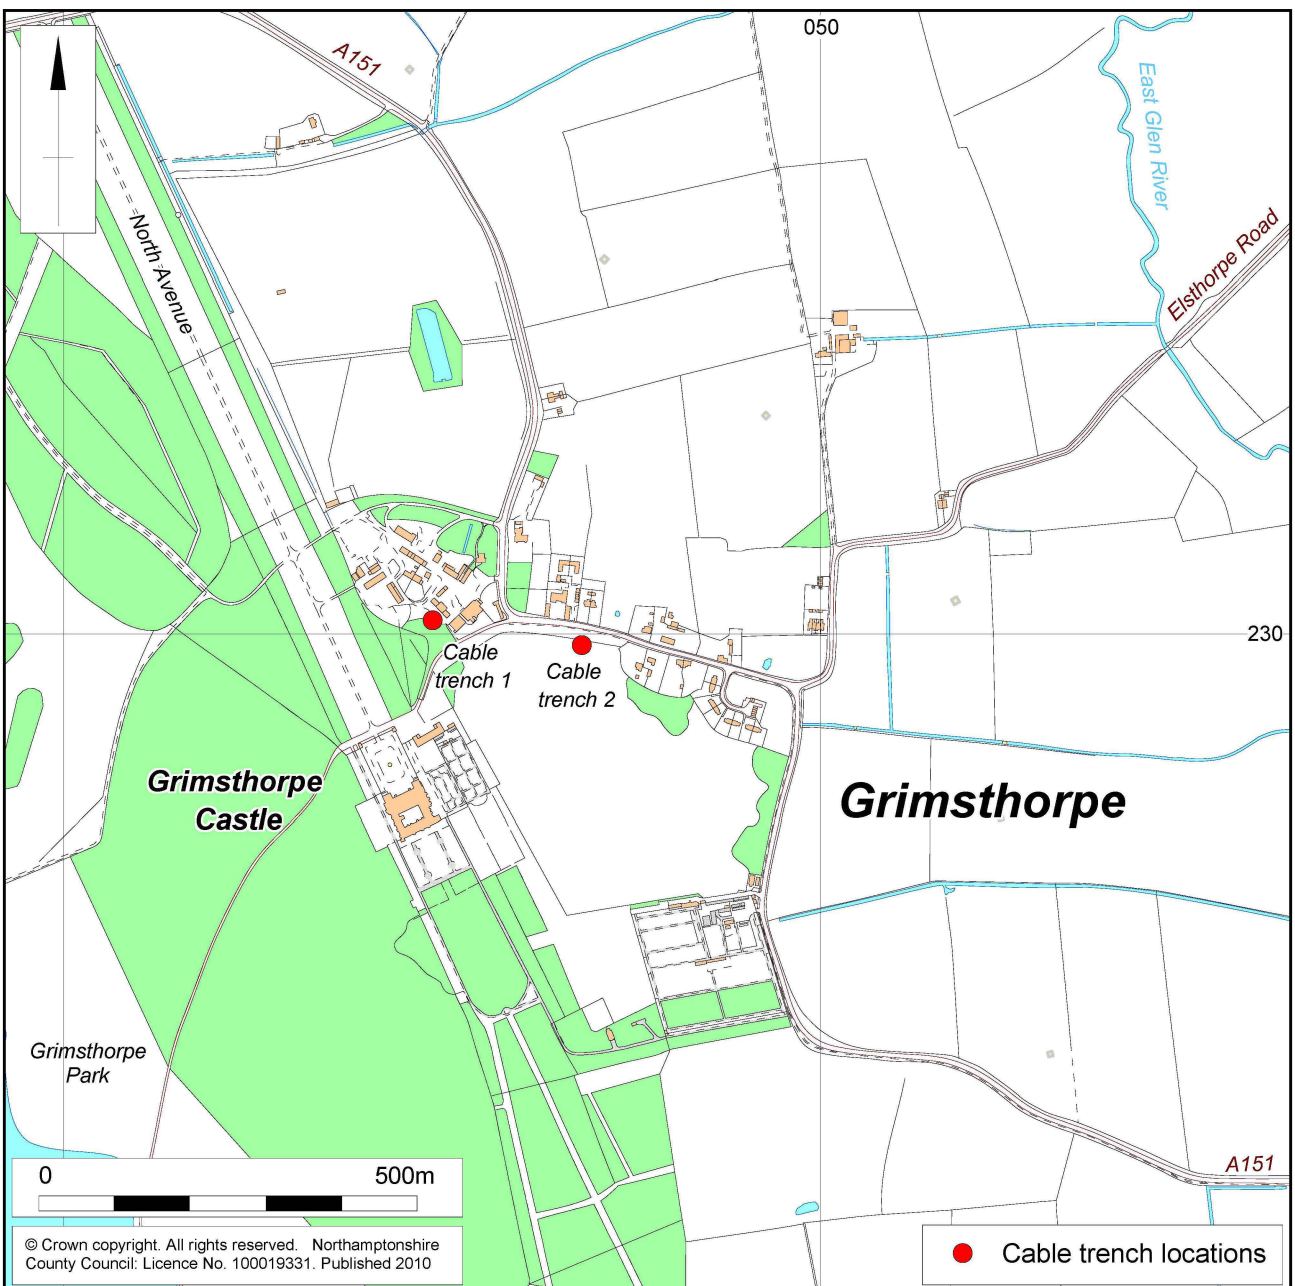 050
A151
East Glen River
Elsthorpe Road
North Avenue
230
Cable
trench 1
Cable
trench 2
Grimsthorpe
Castle
Grimsthorpe
Grimsthorpe
Park
A151
0 500m
© Crown copyright. All rights reserved. Northamptonshire
County Council: Licence No. 100019331. Published 2010
Cable trench locations